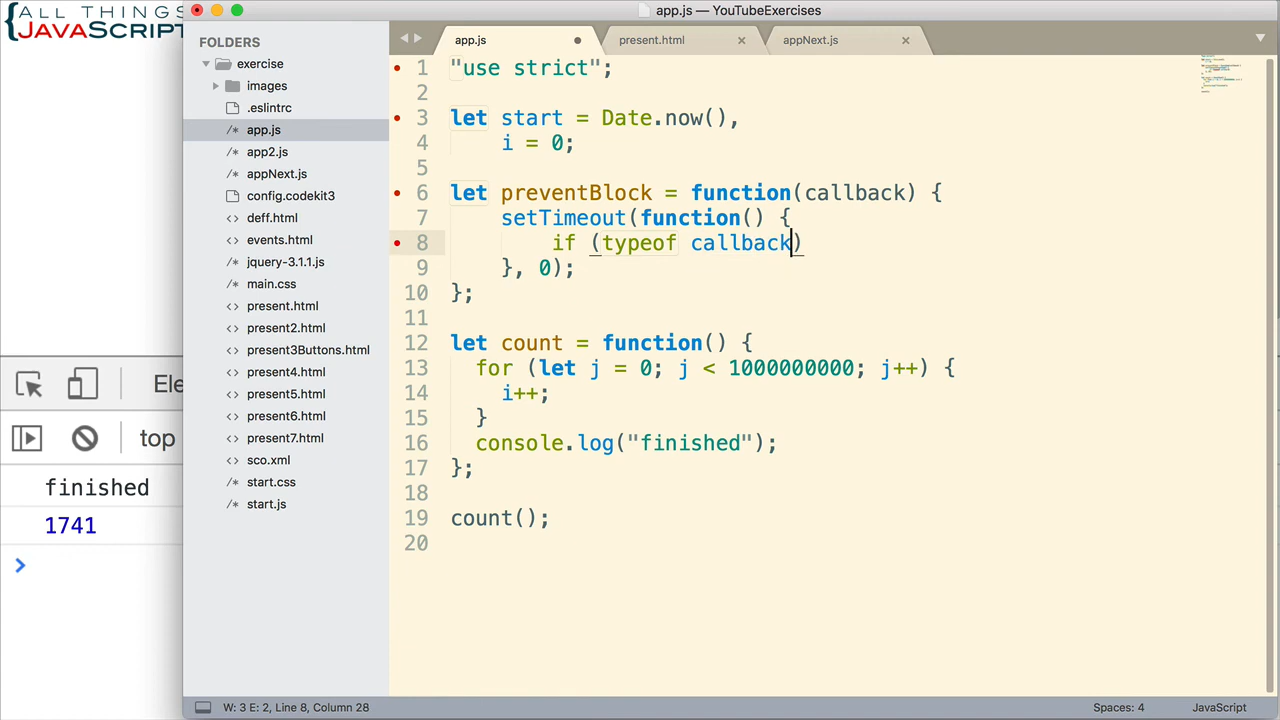 {ALL THINGS
JAVASCRIPT
app.js — YouTubeExercises
FOLDERS
exercise
images
.eslintrc
/* app.js
/* app2.js
/* appNext.js
config.codekit3
<> deff.html
<> events.html
<> jquery-3.1.1.js
<> main.css
<> present.html
<> present2.html
<> present3Buttons.html
<> present4.html
<> present5.html
<> present6.html
<> present7.html
<> sco.xml
<> start.css
/* start.js
app.js
present.html
appNext.js
1 "use strict";
2
3 let start = Date.now(),
4 i = 0;
5
6 let preventBlock = function(callback) {
7 setTimeout(function() {
8 if (typeof callback)
9 }, 0);
10 };
11
12 let count = function() {
13 for (let j = 0; j < 1000000000; j++) {
14 i++;
15 }
16 console.log("finished");
17 };
18
19 count();
20
Ele
top
finished
1741
W: 3 E: 2, Line 8, Column 28
Spaces: 4
JavaScript